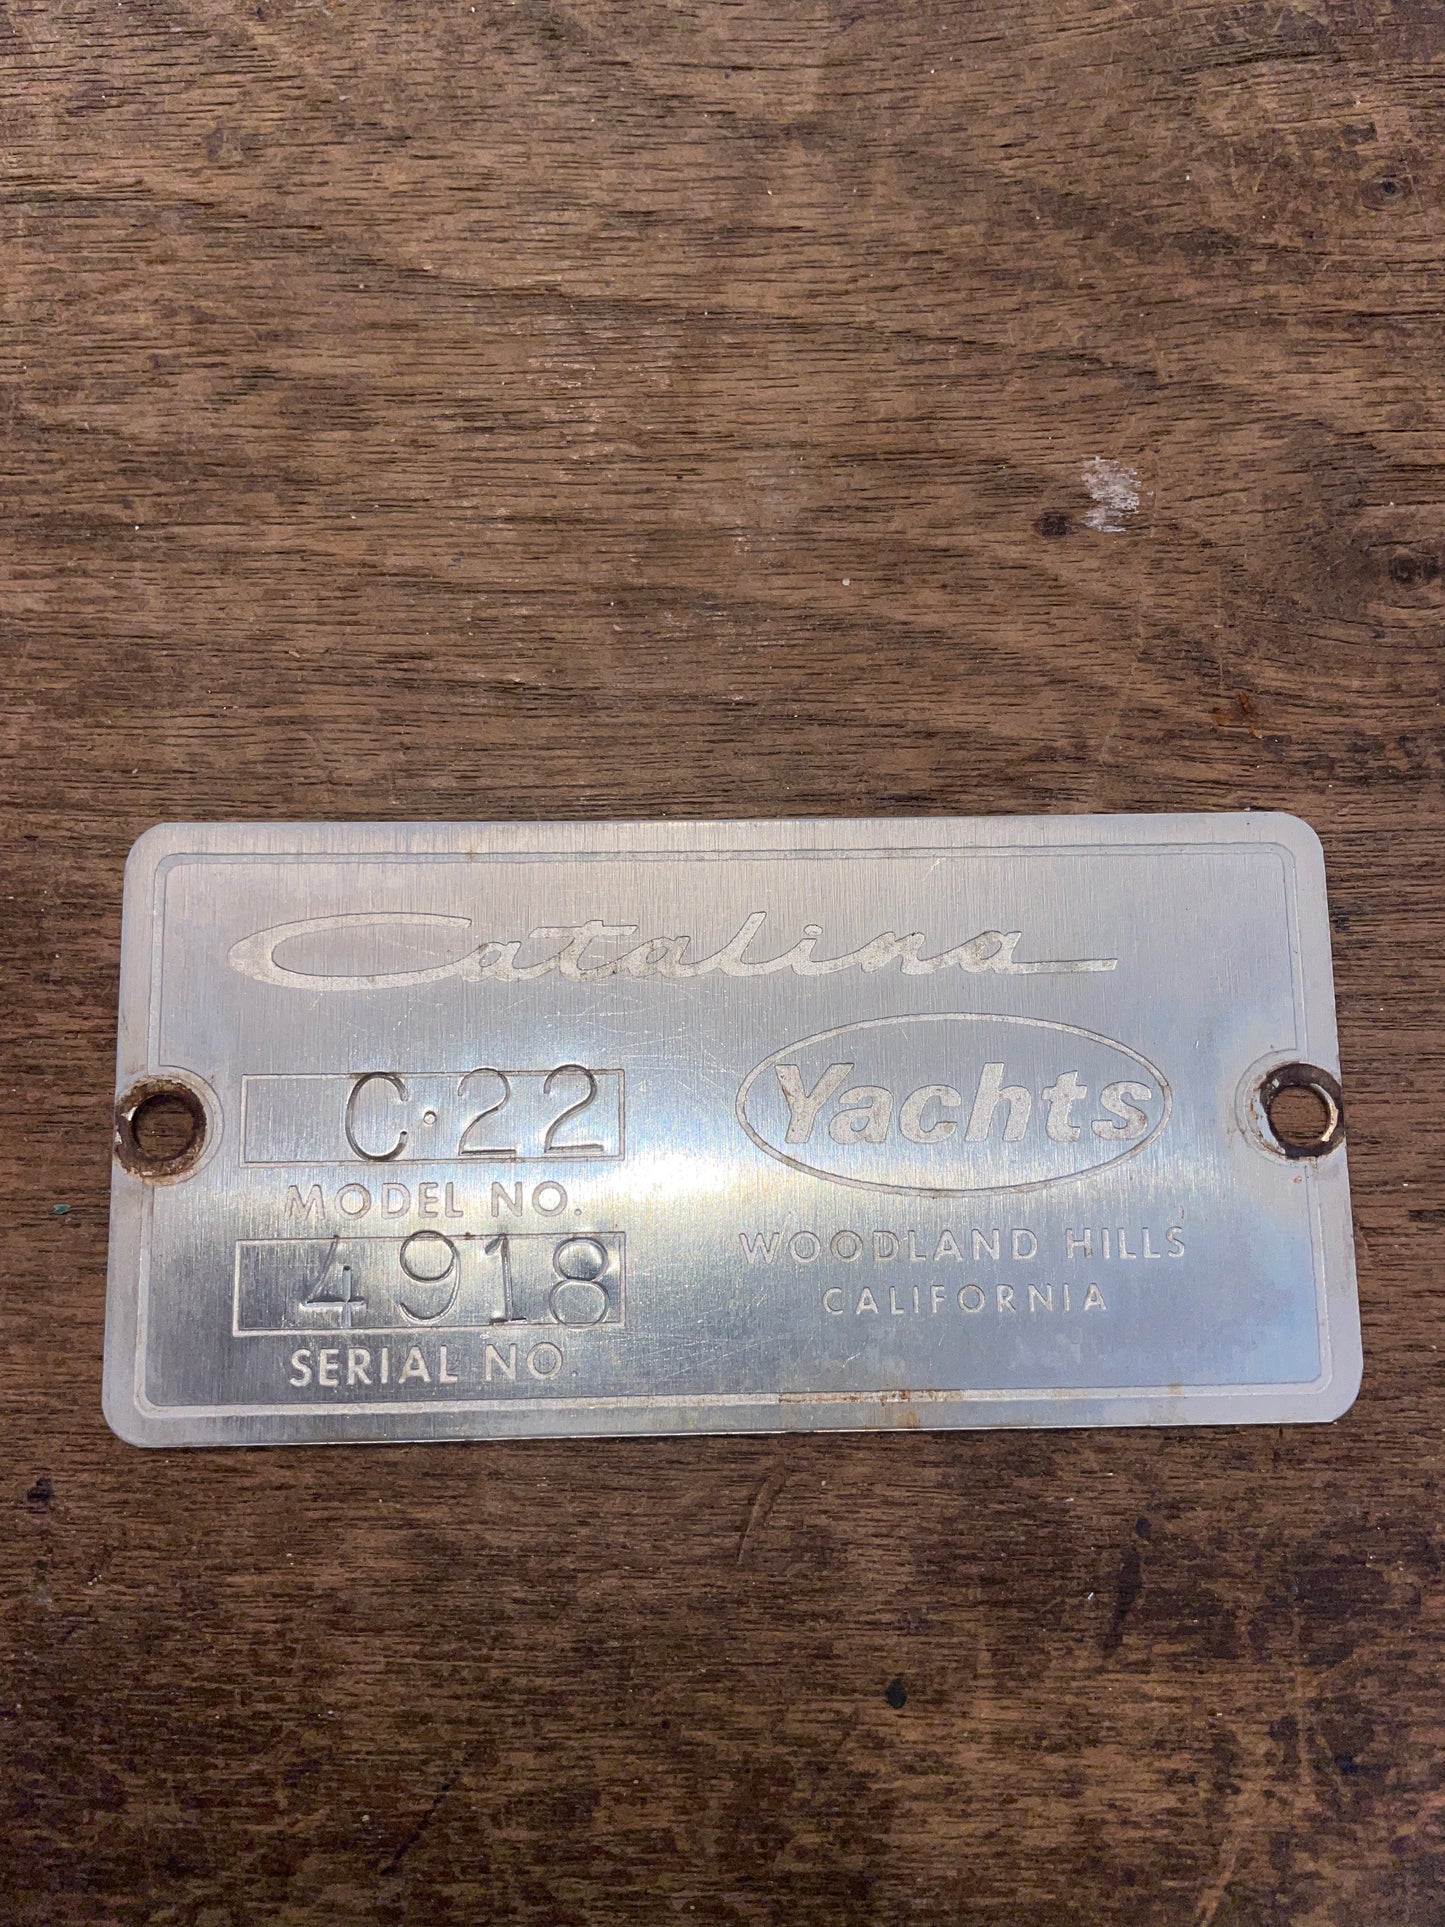 Catalina
C·22
MODEL NO.
4918
SERIAL NO.
Yachts
WOODLAND HILLS
CALIFORNIA